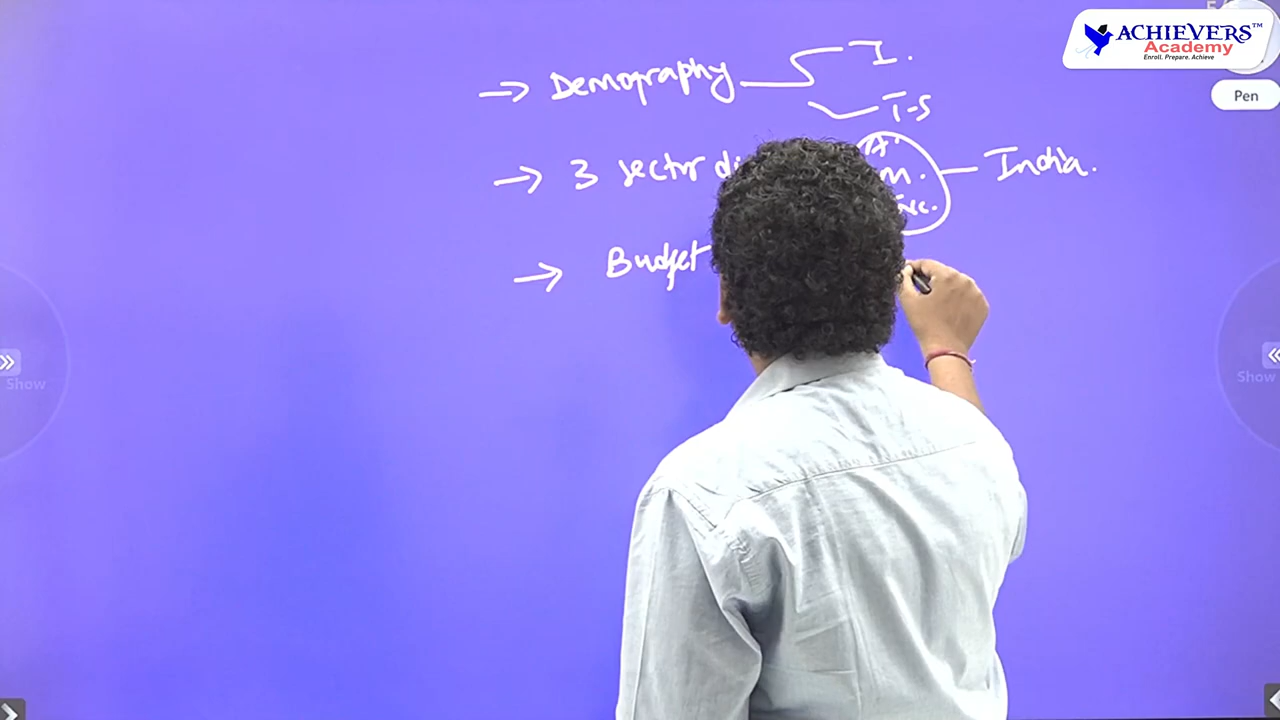 ACHIEVERS™
Academy
Enroll. Prepare. Achieve
Pen
→ Demography I.
T-S
→ 3 sector
A.
m.
India.
→ Budget
Show
Show